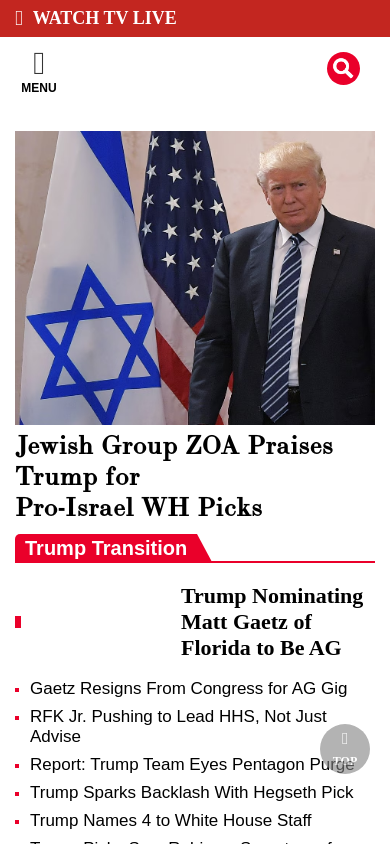 WATCH TV LIVE
MENU
Jewish Group ZOA Praises
Trump for
Pro-Israel WH Picks
Trump Transition
Trump Nominating
Matt Gaetz of
Florida to Be AG
Gaetz Resigns From Congress for AG Gig
RFK Jr. Pushing to Lead HHS, Not Just
Advise
Report: Trump Team Eyes Pentagon Purge
TOP
Trump Sparks Backlash With Hegseth Pick
Trump Names 4 to White House Staff